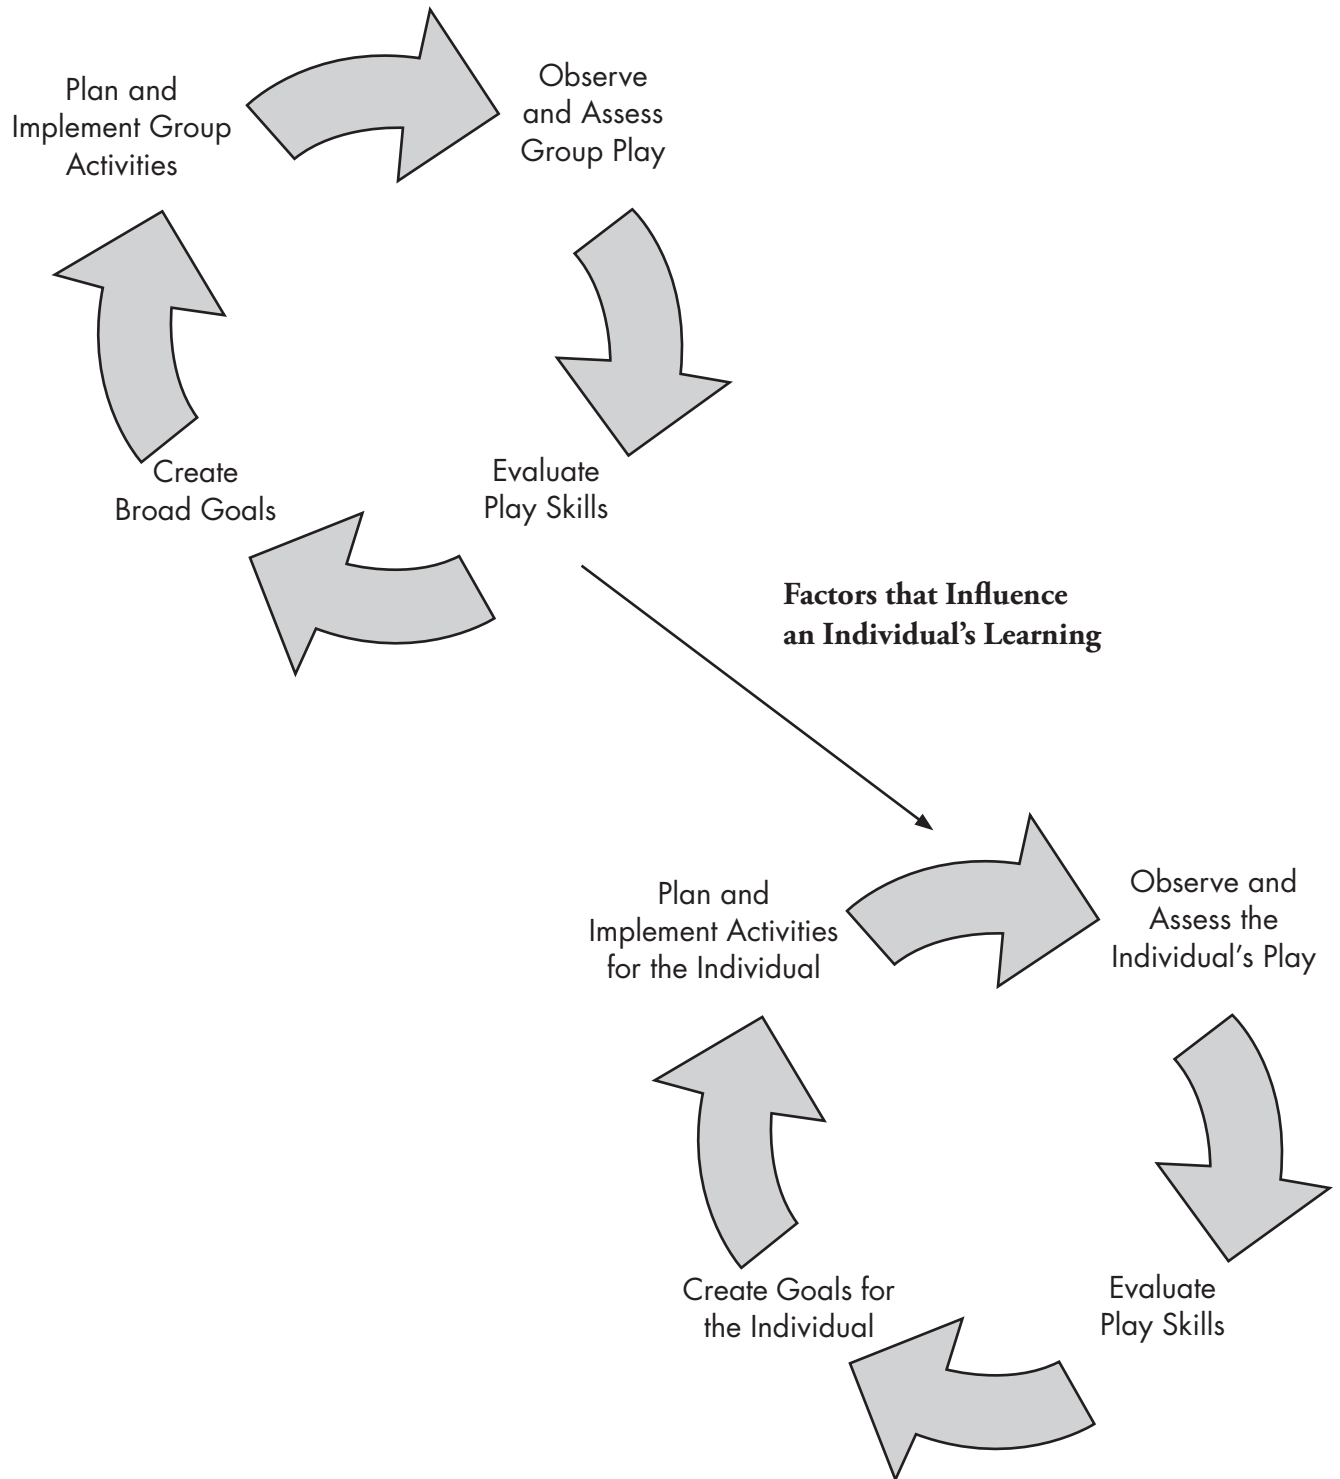 Plan and
Implement Group
Activities
Observe
and Assess
Group Play
Create
Broad Goals
Evaluate
Play Skills
Factors that Influence
an Individual’s Learning
Plan and
Implement Activities
for the Individual
Observe and
Assess the
Individual’s Play
Create Goals for
the Individual
Evaluate
Play Skills